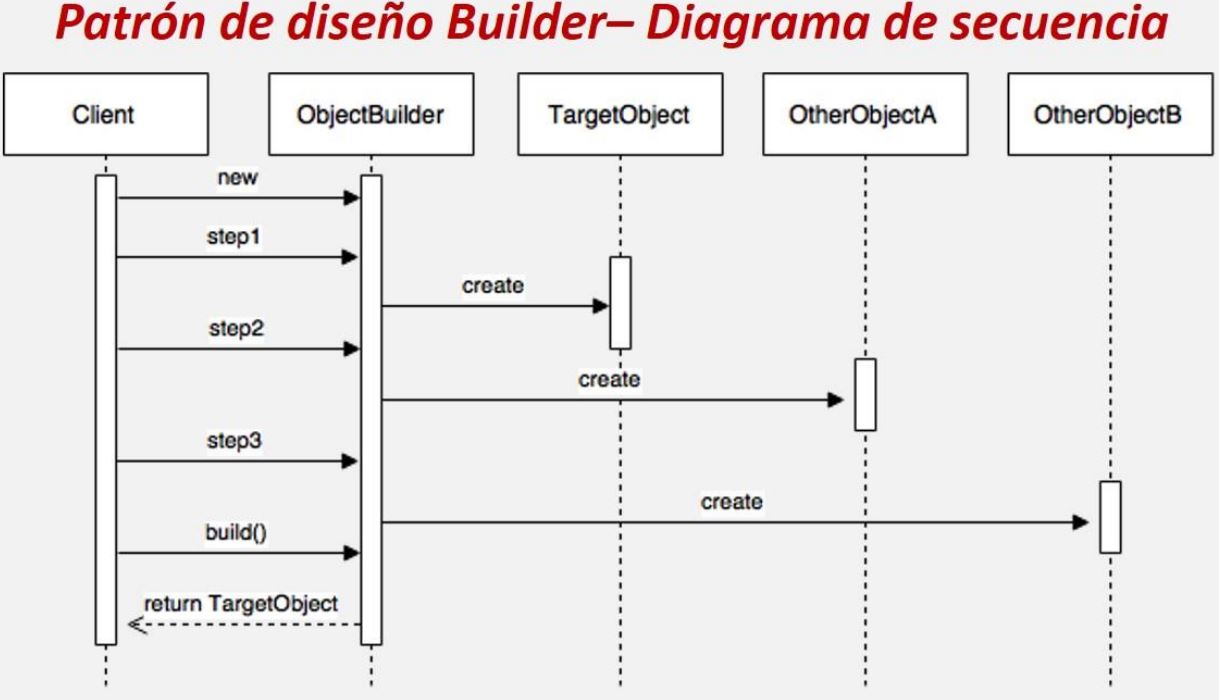 Patrón de diseño Builder– Diagrama de secuencia
Client
ObjectBuilder
TargetObject
OtherObjectA
OtherObjectB
new
step1
create
step2
create
step3
create
build()
return TargetObject